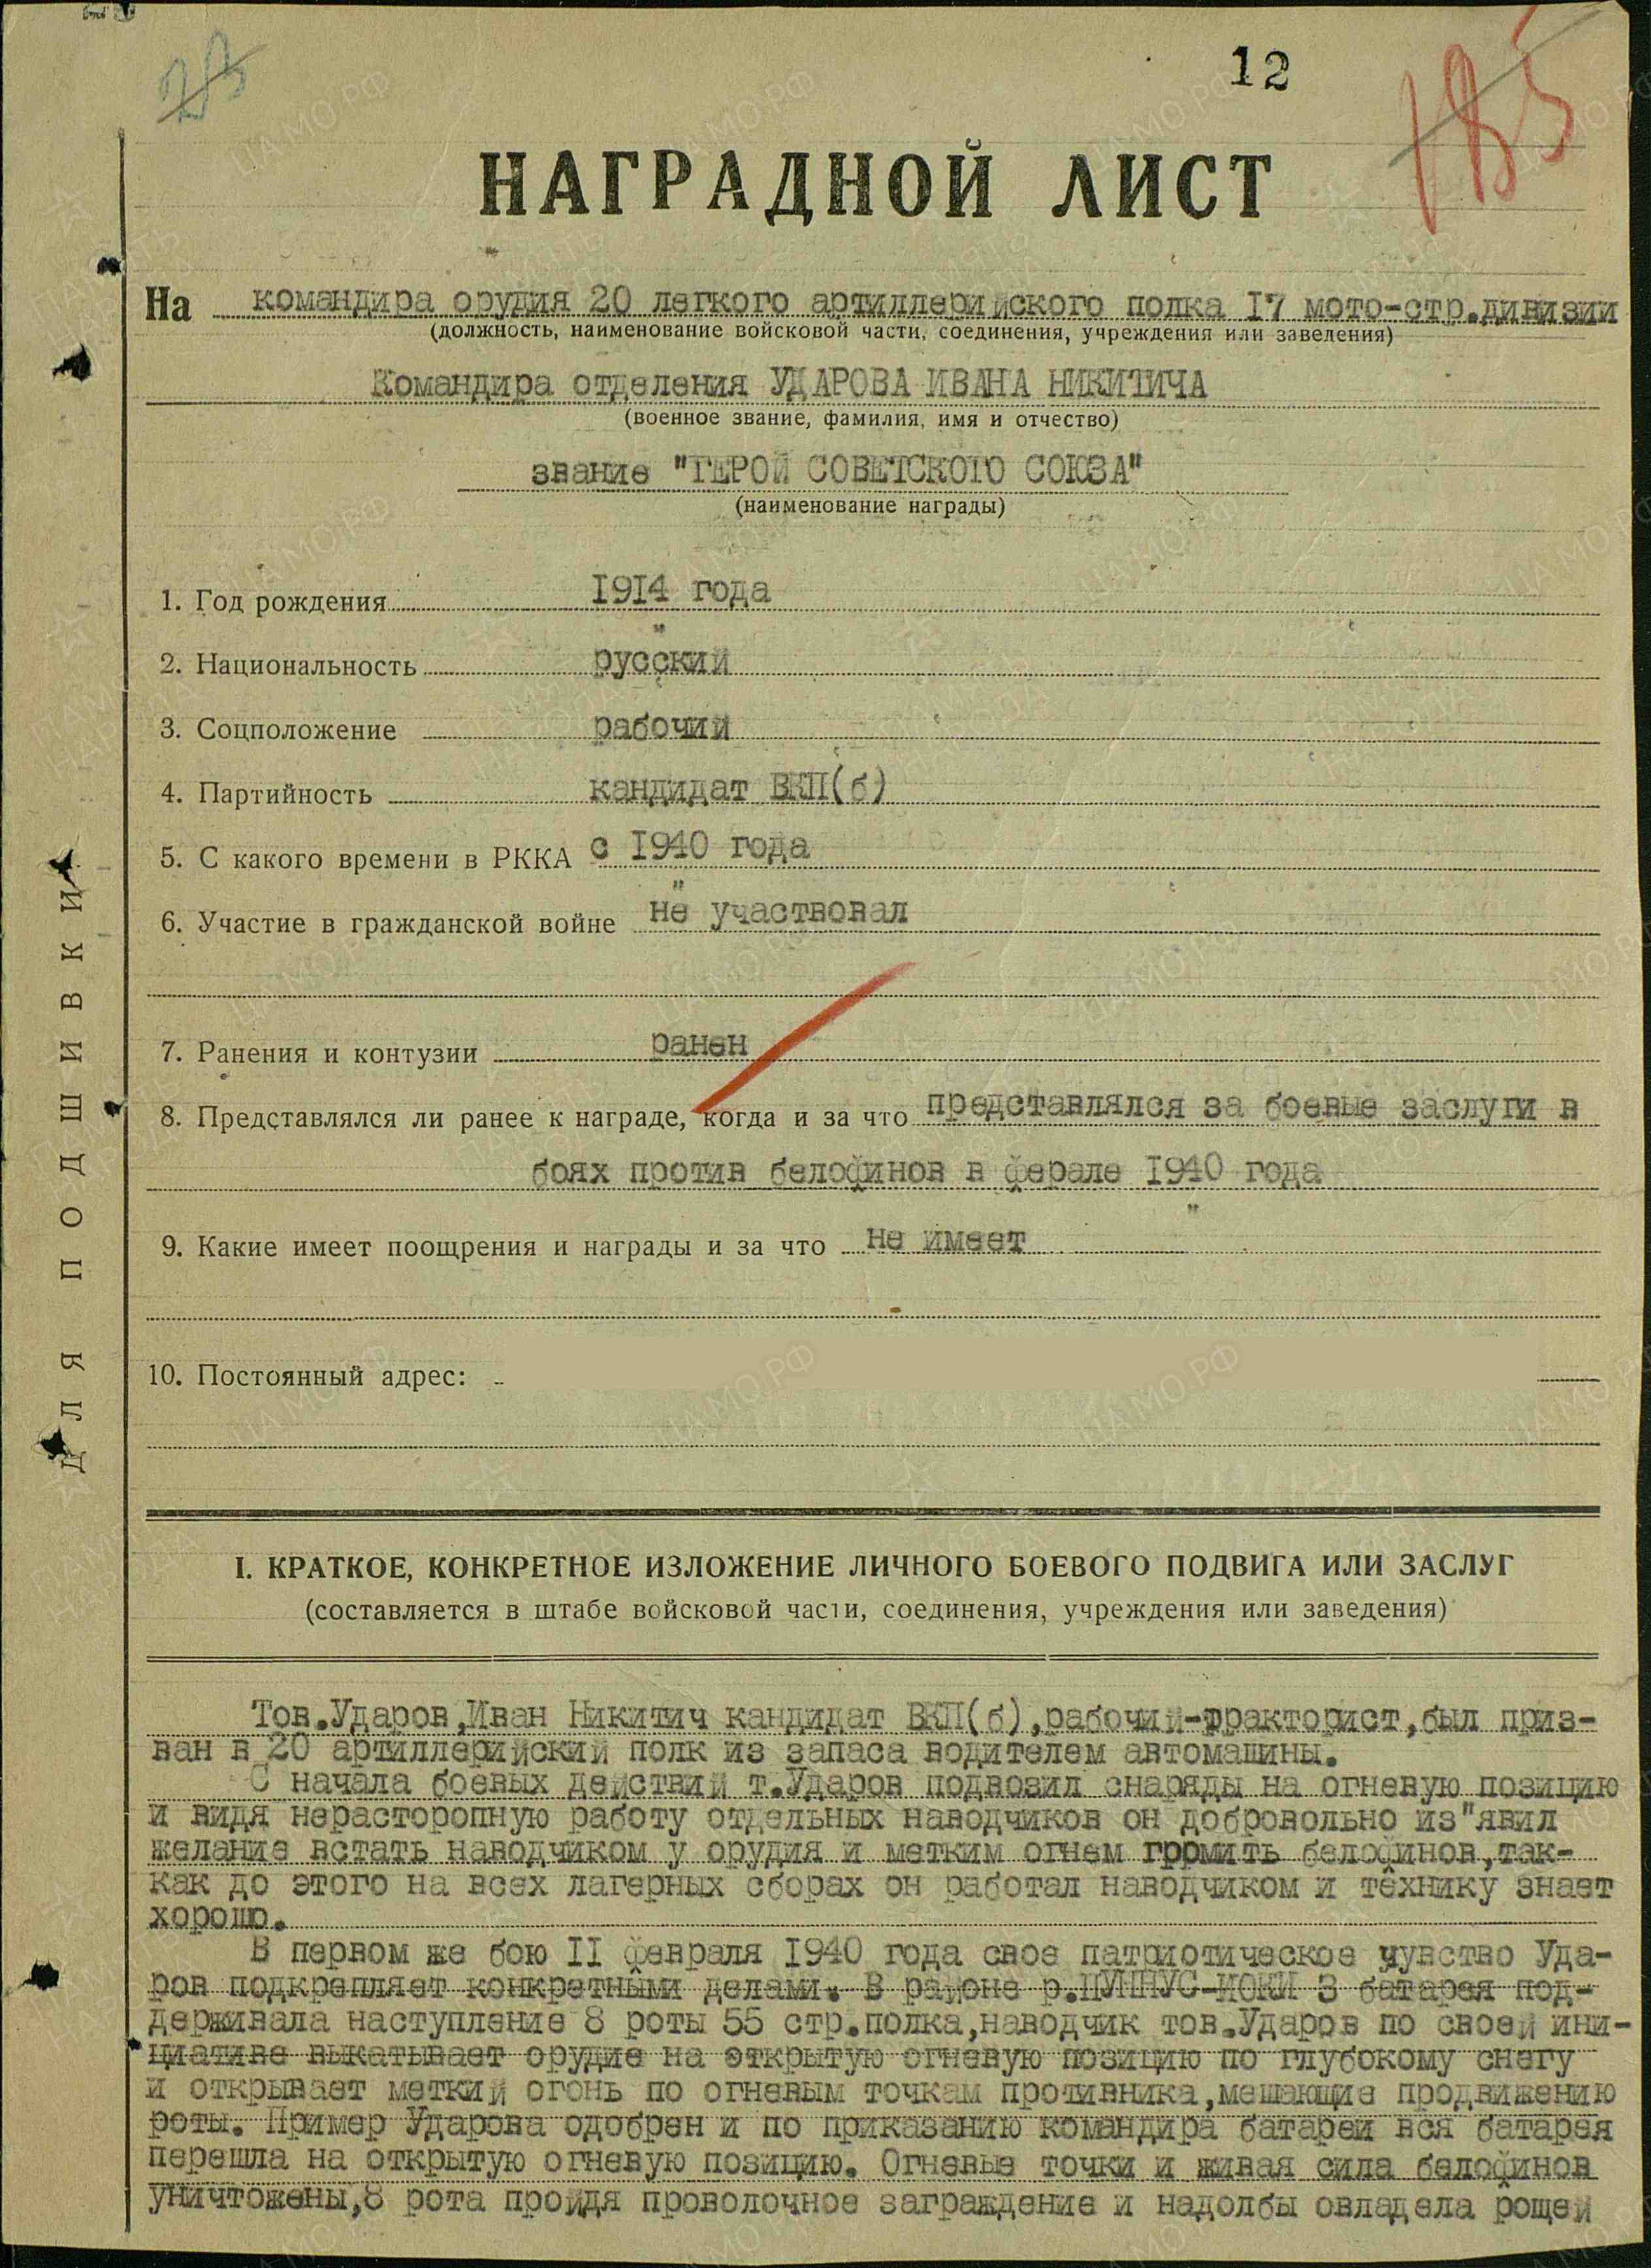 12
185
НАГРАДНОЙ ЛИСТ
На командира орудия 20 легкого артиллерийского полка 17 мото-стр.дивизии
(должность, наименование войсковой части, соединения, учреждения или заведения)
Командира отделения УДАРОВА ИВАНА НИКИТИЧА
(военное звание, фамилия, имя и отчество)
звание "ГЕРОЙ СОВЕТСКОГО СОЮЗА"
(наименование награды)
1. Год рождения 1914 года
2. Национальность русский
3. Соцположение рабочий
4. Партийность кандидат ВКП(б)
5. С какого времени в РККА с 1940 года
6. Участие в гражданской войне не участвовал
7. Ранения и контузии ранен
8. Представлялся ли ранее к награде, когда и за что представлялся за боевые заслуги в
боях против белофинов в ферале 1940 года
9. Какие имеет поощрения и награды и за что не имеет
10. Постоянный адрес:
ДЛЯ ПОДШИВКИ
I. КРАТКОЕ, КОНКРЕТНОЕ ИЗЛОЖЕНИЕ ЛИЧНОГО БОЕВОГО ПОДВИГА ИЛИ ЗАСЛУГ
(составляется в штабе войсковой части, соединения, учреждения или заведения)
Тов.Ударов,Иван Никитич кандидат ВКП(б),рабочий-тракторист,был приз-
ван в 20 артиллерийский полк из запаса водителем автомашины.
С начала боевых действий т.Ударов подвозил снаряды на огневую позицию
и видя нерасторопную работу отдельных наводчиков он добровольно из"явил
желание встать наводчиком у орудия и метким огнем громить белофинов,так-
как до этого на всех лагерных сборах он работал наводчиком и технику знает
хорошо.
В первом же бою II февраля 1940 года свое патриотическое чувство Уда-
ров подкрепляет конкретными делами. В районе р.ПУННУС-ИОКИ 3 батарея под-
держивала наступление 8 роты 55 стр.полка,наводчик тов.Ударов по своей ини-
циативе выкатывает орудие на открытую огневую позицию по глубокому снегу
и открывает меткий огонь по огневым точкам противника,мешающие продвижению
роты. Пример Ударова одобрен и по приказанию командира батареи вся батарея
перешла на открытую огневую позицию. Огневые точки и живая сила белофинов
уничтожены,8 рота пройдя проволочное заграждение и надолбы овладела рощей